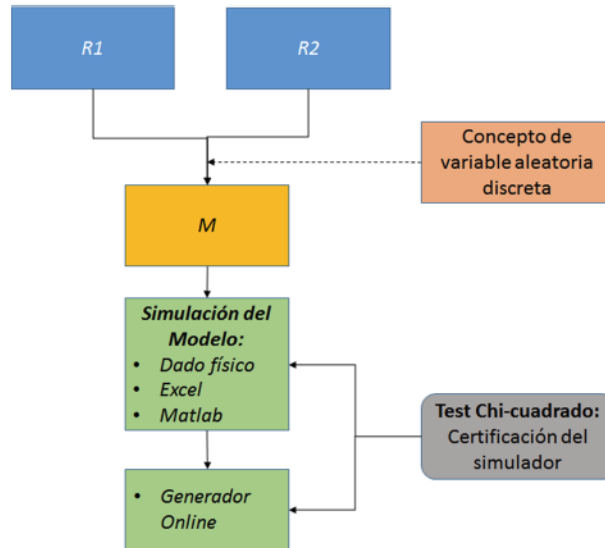 R1
R2
Concepto de
variable aleatoria
discreta
M
Simulación del
Modelo:
• Dado físico
• Excel
• Matlab
Test Chi-cuadrado:
Certificación del
simulador
• Generador
Online